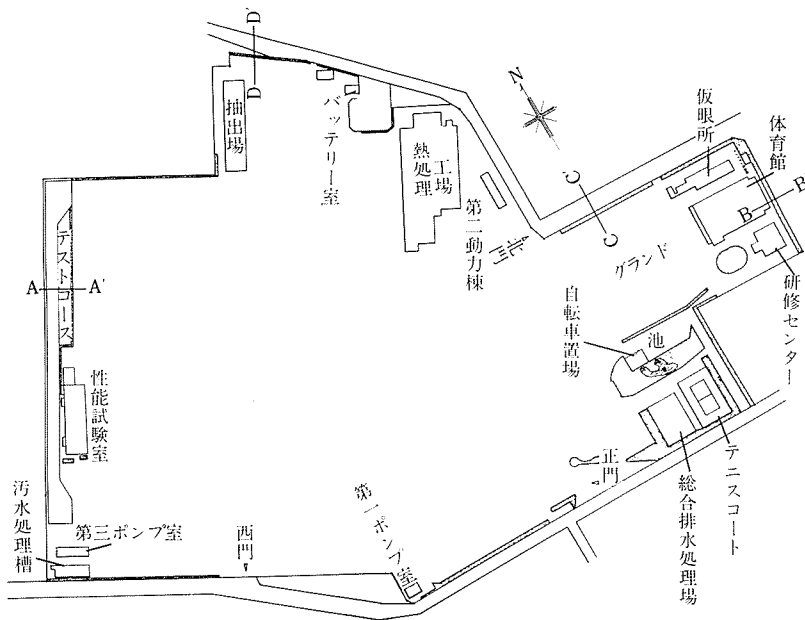 D'
D
抽出場
バッテリー室
熱処理
工場
N
仮眼所
体育館
C'
C
B
B'
第二動力棟
グランド
研修センター
A
A'
テストコース
自転車置場
池
性能試験室
正門
テニスコート
総合排水処理場
汚水処理槽
第三ポンプ室
西門
第一ポンプ室